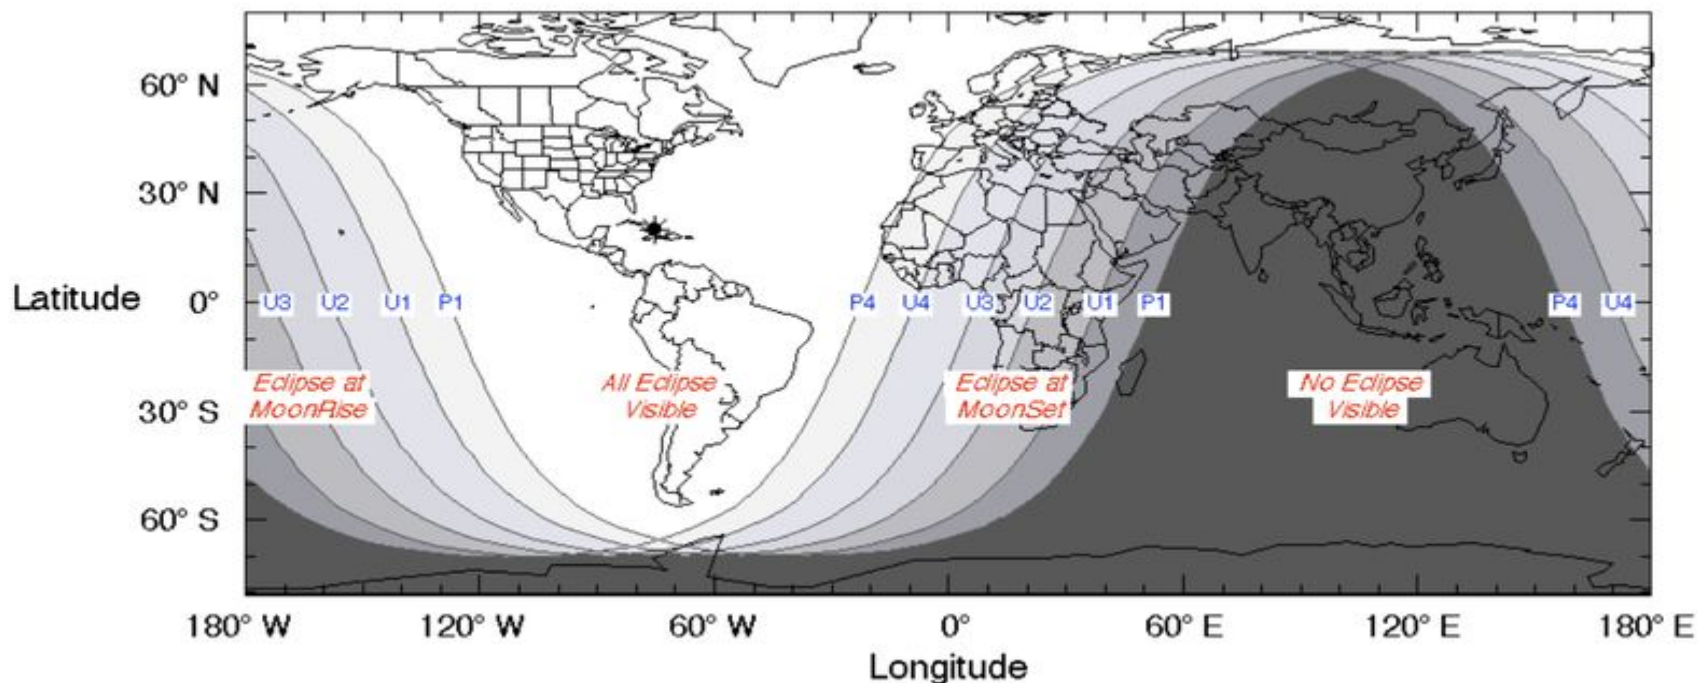 60° N
30° N
Latitude
0°
U3 U2 U1 P1 P4 U4 U3 U2 U1 P1 P4 U4
Eclipse at
MoonRise
All Eclipse
Visible
Eclipse at
MoonSet
No Eclipse
Visible
30° S
60° S
180° W 120° W 60° W 0° 60° E 120° E 180° E
Longitude